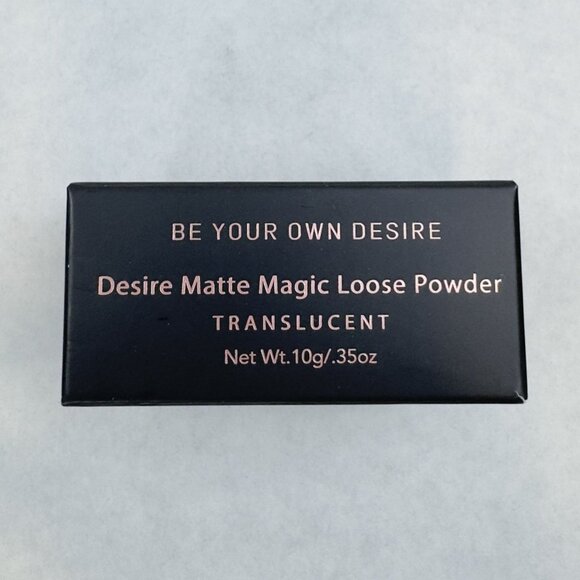 BE YOUR OWN DESIRE
Desire Matte Magic Loose Powder
TRANSLUCENT
Net Wt.10g/.35oz